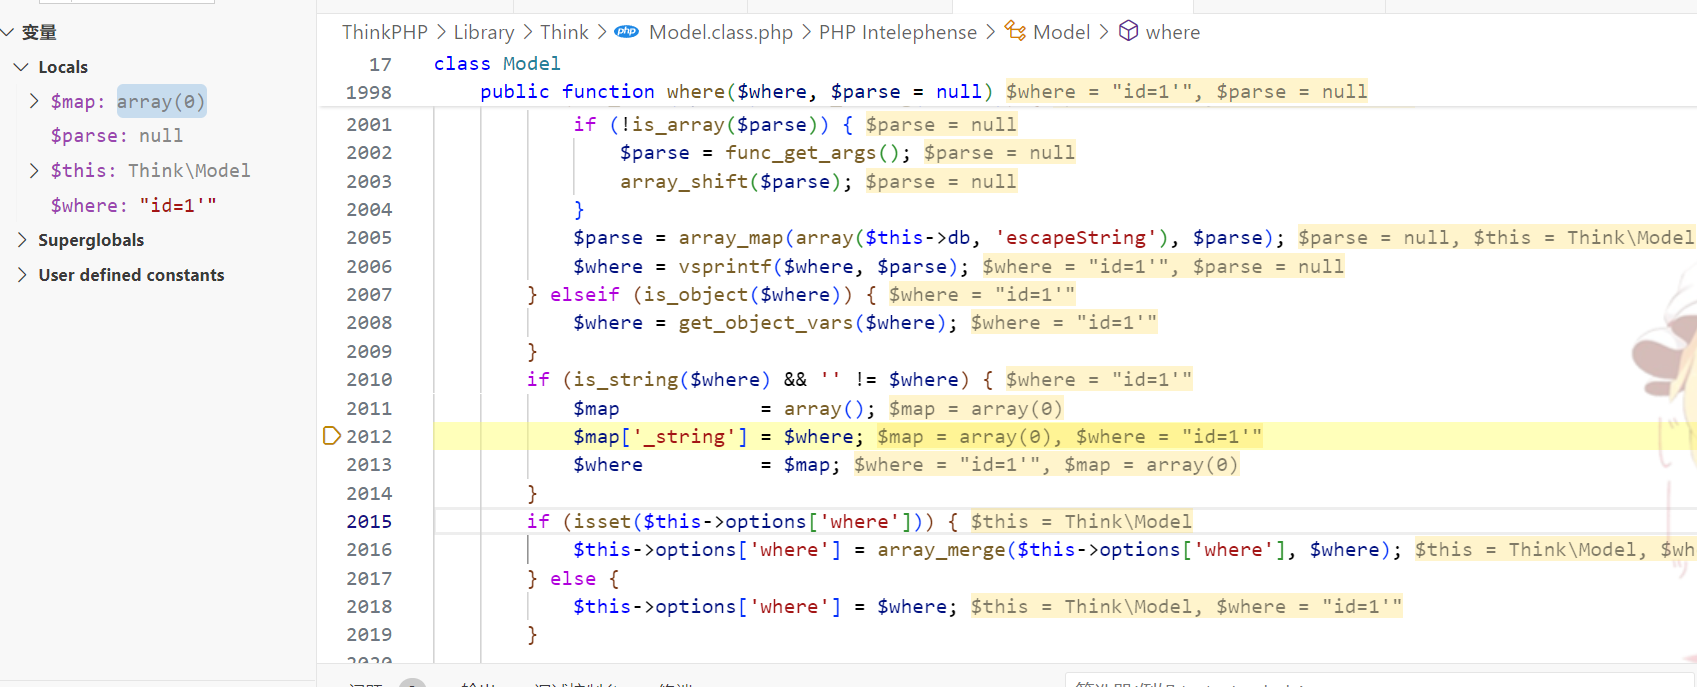 变量
Locals
$map: array(0)
$parse: null
$this: Think\Model
$where: "id=1'"
Superglobals
User defined constants
ThinkPHP > Library > Think > php Model.class.php > PHP Intelephense > Model > where
17 class Model
1998 public function where($where, $parse = null) $where = "id=1'", $parse = null
2001 if (!is_array($parse)) { $parse = null
2002 $parse = func_get_args(); $parse = null
2003 array_shift($parse); $parse = null
2004 }
2005 $parse = array_map(array($this->db, 'escapeString'), $parse); $parse = null, $this = Think\Model
2006 $where = vsprintf($where, $parse); $where = "id=1'", $parse = null
2007 } elseif (is_object($where)) { $where = "id=1'"
2008 $where = get_object_vars($where); $where = "id=1'"
2009 }
2010 if (is_string($where) && '' != $where) { $where = "id=1'"
2011 $map = array(); $map = array(0)
2012 $map['_string'] = $where; $map = array(0), $where = "id=1'"
2013 $where = $map; $where = "id=1'", $map = array(0)
2014 }
2015 if (isset($this->options['where'])) { $this = Think\Model
2016 $this->options['where'] = array_merge($this->options['where'], $where); $this = Think\Model, $wh
2017 } else {
2018 $this->options['where'] = $where; $this = Think\Model, $where = "id=1'"
2019 }